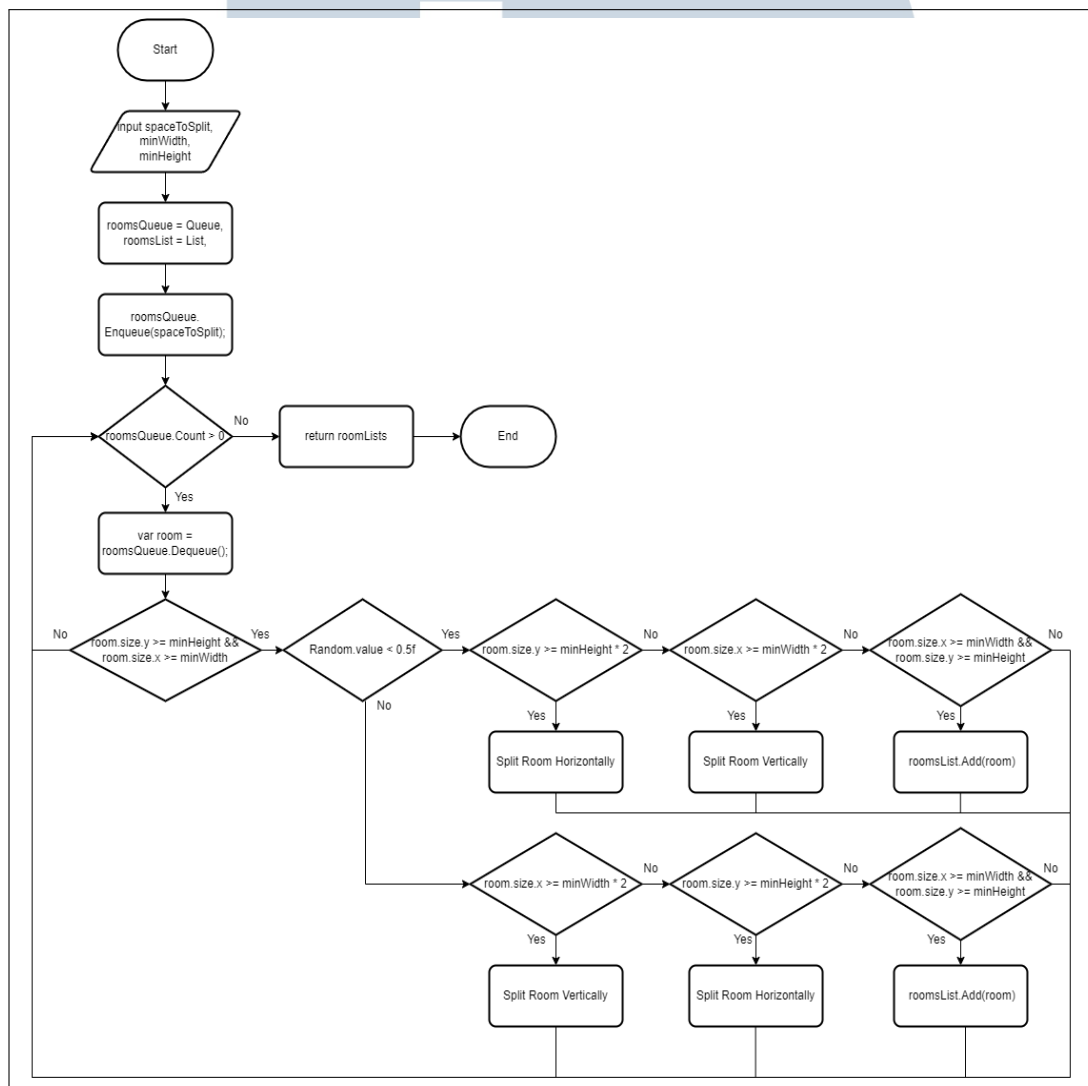 Start
Input spaceToSplit,
minWidth,
minHeight
roomsQueue = Queue,
roomsList = List,
roomsQueue.
Enqueue(spaceToSplit);
roomsQueue.Count > 0
No
return roomLists
End
Yes
var room =
roomsQueue.Dequeue();
No
room.size.y >= minHeight &&
room.size.x >= minWidth
Yes
Random.value < 0.5f
Yes
room.size.y >= minHeight * 2
No
room.size.x >= minWidth * 2
No
room.size.x >= minWidth &&
room.size.y >= minHeight
No
No
Yes
Yes
Yes
Split Room Horizontally
Split Room Vertically
roomsList.Add(room)
room.size.x >= minWidth * 2
No
room.size.y >= minHeight * 2
No
room.size.x >= minWidth &&
room.size.y >= minHeight
No
Yes
Yes
Yes
Split Room Vertically
Split Room Horizontally
roomsList.Add(room)